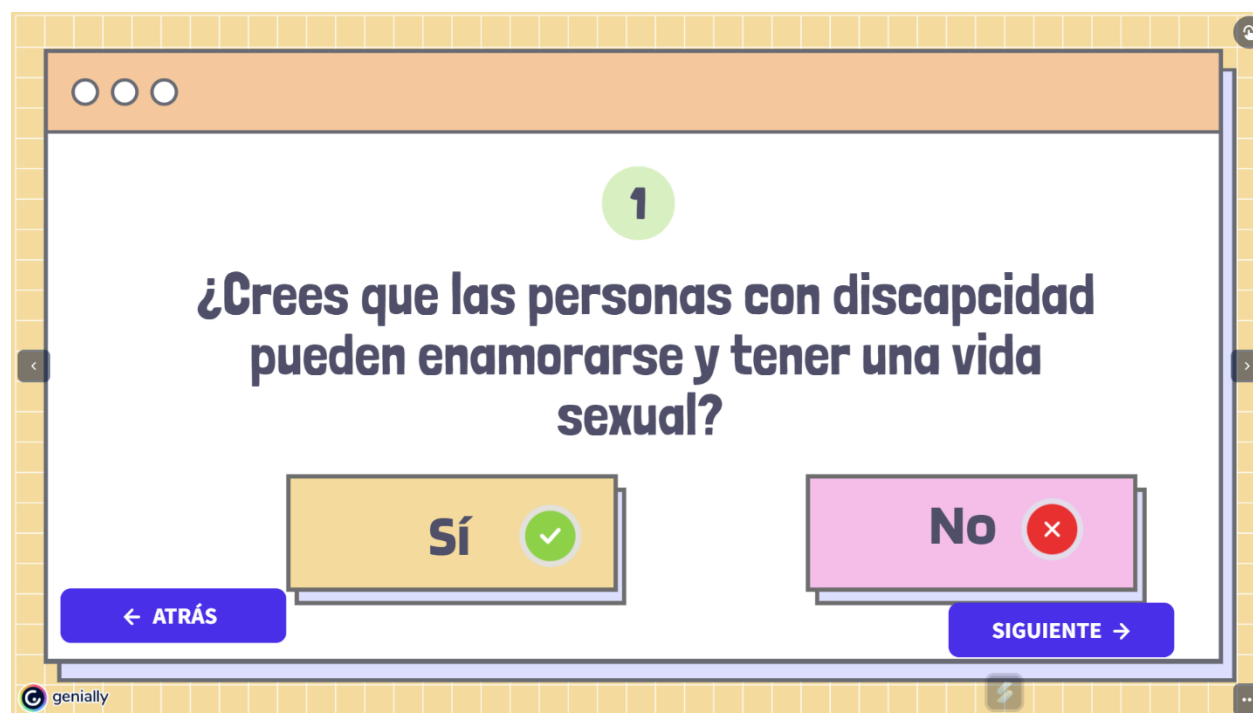 1
¿Crees que las personas con discapcidad
pueden enamorarse y tener una vida
sexual?
Sí
No
← ATRÁS
SIGUIENTE →
genially